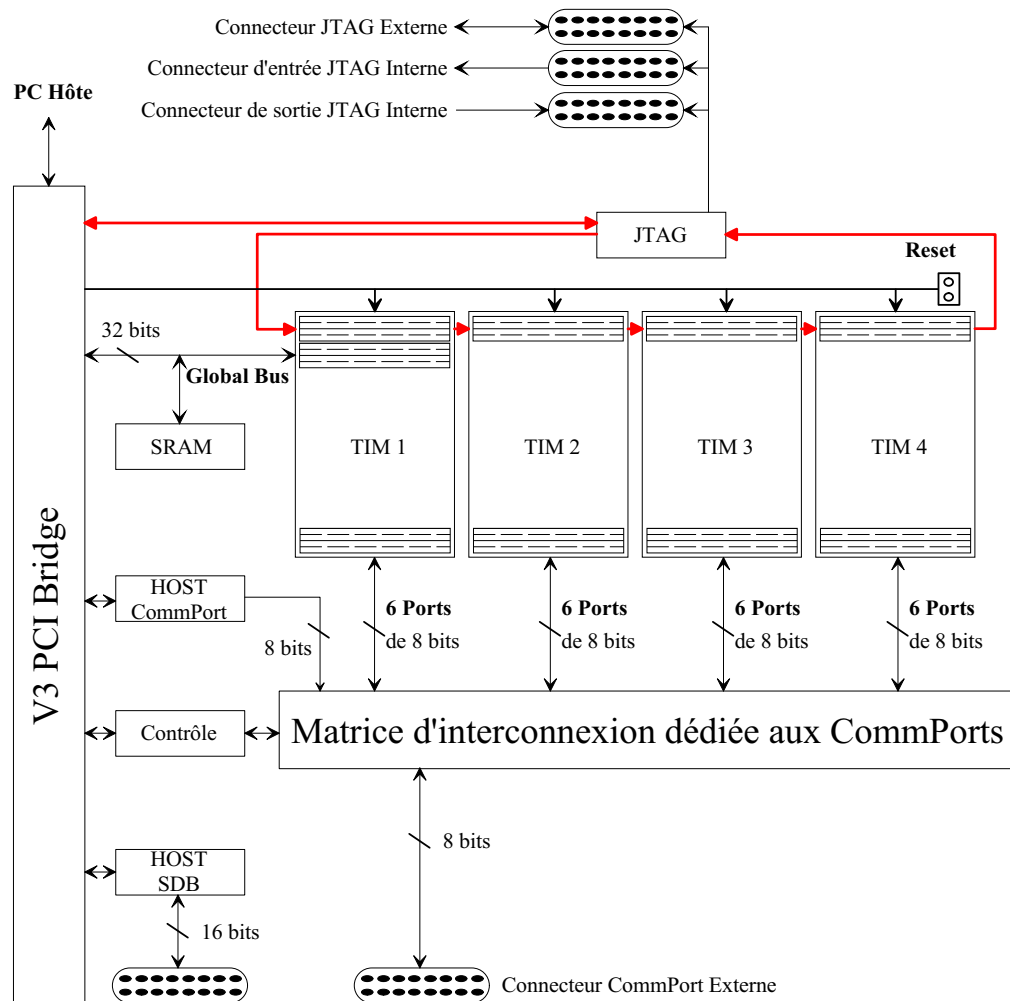 Connecteur JTAG Externe
Connecteur d'entrée JTAG Interne
PC Hôte
Connecteur de sortie JTAG Interne
JTAG
Reset
32 bits
Global Bus
SRAM
TIM 1
TIM 2
TIM 3
TIM 4
V3 PCI Bridge
HOST
CommPort
8 bits
6 Ports
de 8 bits
6 Ports
de 8 bits
6 Ports
de 8 bits
6 Ports
de 8 bits
Contrôle
Matrice d'interconnexion dédiée aux CommPorts
8 bits
HOST
SDB
16 bits
Connecteur CommPort Externe